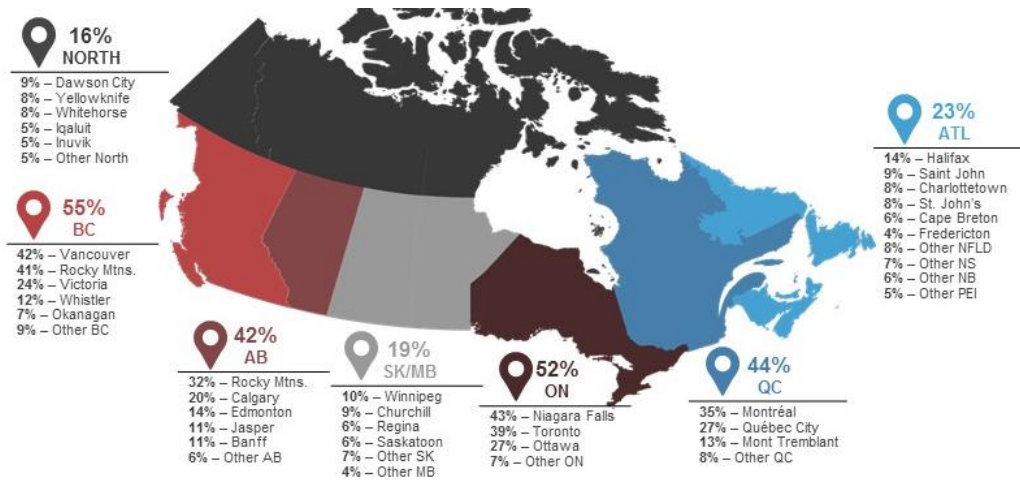 16%
NORTH
9% – Dawson City
8% – Yellowknife
8% – Whitehorse
5% – Iqaluit
5% – Inuvik
5% – Other North
55%
BC
42% – Vancouver
41% – Rocky Mtns.
24% – Victoria
12% – Whistler
7% – Okanagan
9% – Other BC
42%
AB
32% – Rocky Mtns.
20% – Calgary
14% – Edmonton
11% – Jasper
11% – Banff
6% – Other AB
19%
SK/MB
10% – Winnipeg
9% – Churchill
6% – Regina
6% – Saskatoon
7% – Other SK
4% – Other MB
52%
ON
43% – Niagara Falls
39% – Toronto
27% – Ottawa
7% – Other ON
44%
QC
35% – Montréal
27% – Québec City
13% – Mont Tremblant
8% – Other QC
23%
ATL
14% – Halifax
9% – Saint John
8% – Charlottetown
8% – St. John's
6% – Cape Breton
4% – Fredericton
8% – Other NFLD
7% – Other NS
6% – Other NB
5% – Other PEI